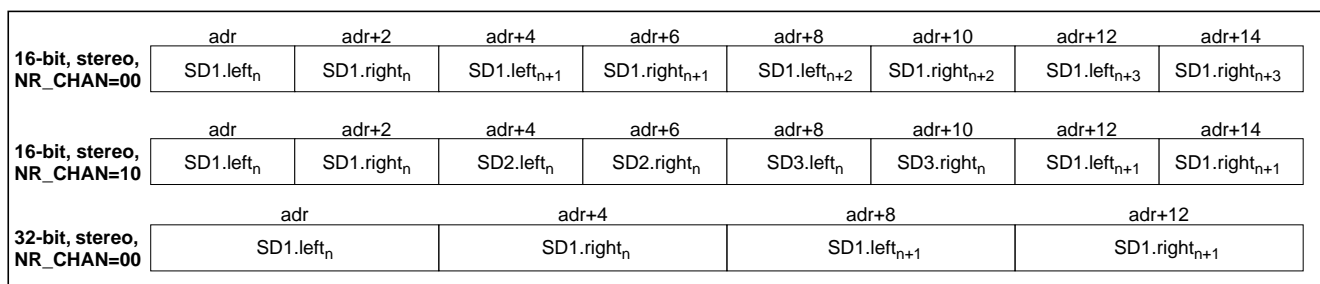 adr adr+2 adr+4 adr+6 adr+8 adr+10 adr+12 adr+14
16-bit, stereo,
NR_CHAN=00
SD1.leftₙ SD1.rightₙ SD1.leftₙ₊₁ SD1.rightₙ₊₁ SD1.leftₙ₊₂ SD1.rightₙ₊₂ SD1.leftₙ₊₃ SD1.rightₙ₊₃
adr adr+2 adr+4 adr+6 adr+8 adr+10 adr+12 adr+14
16-bit, stereo,
NR_CHAN=10
SD1.leftₙ SD1.rightₙ SD2.leftₙ SD2.rightₙ SD3.leftₙ SD3.rightₙ SD1.leftₙ₊₁ SD1.rightₙ₊₁
adr adr+4 adr+8 adr+12
32-bit, stereo,
NR_CHAN=00
SD1.leftₙ SD1.rightₙ SD1.leftₙ₊₁ SD1.rightₙ₊₁